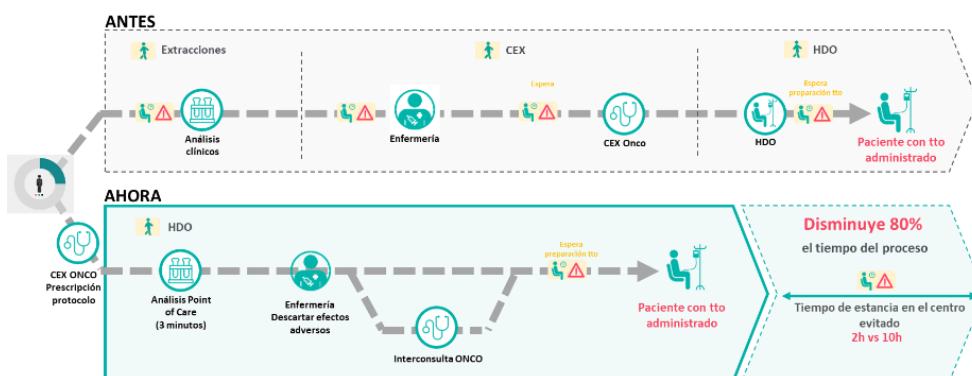 ANTES
Extracciones
CEX
HDO
Espera
Espera
preparación tto
Análisis
clínicos
Enfermería
CEX Onco
HDO
Paciente con tto
administrado
AHORA
HDO
CEX ONCO
Prescripción
protocolo
Análisis Point
of Care
(3 minutos)
Enfermería
Descartar efectos
adversos
Interconsulta ONCO
Espera
preparación tto
Paciente con tto
administrado
Disminuye 80%
el tiempo del proceso
Tiempo de estancia en el centro
evitado
2h vs 10h